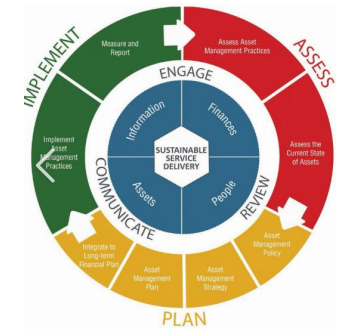 IMPLEMENT
ASSESS
PLAN
Measure and
Report
Assess Asset
Management Practices
Implement
Asset
Management
Practices
Assess the
Current State
of Assets
Integrate to
Long-term
Financial Plan
Asset
Management
Plan
Asset
Management
Strategy
Asset
Management
Policy
ENGAGE
COMMUNICATE
REVIEW
Information
Finances
Assets
People
SUSTAINABLE
SERVICE
DELIVERY